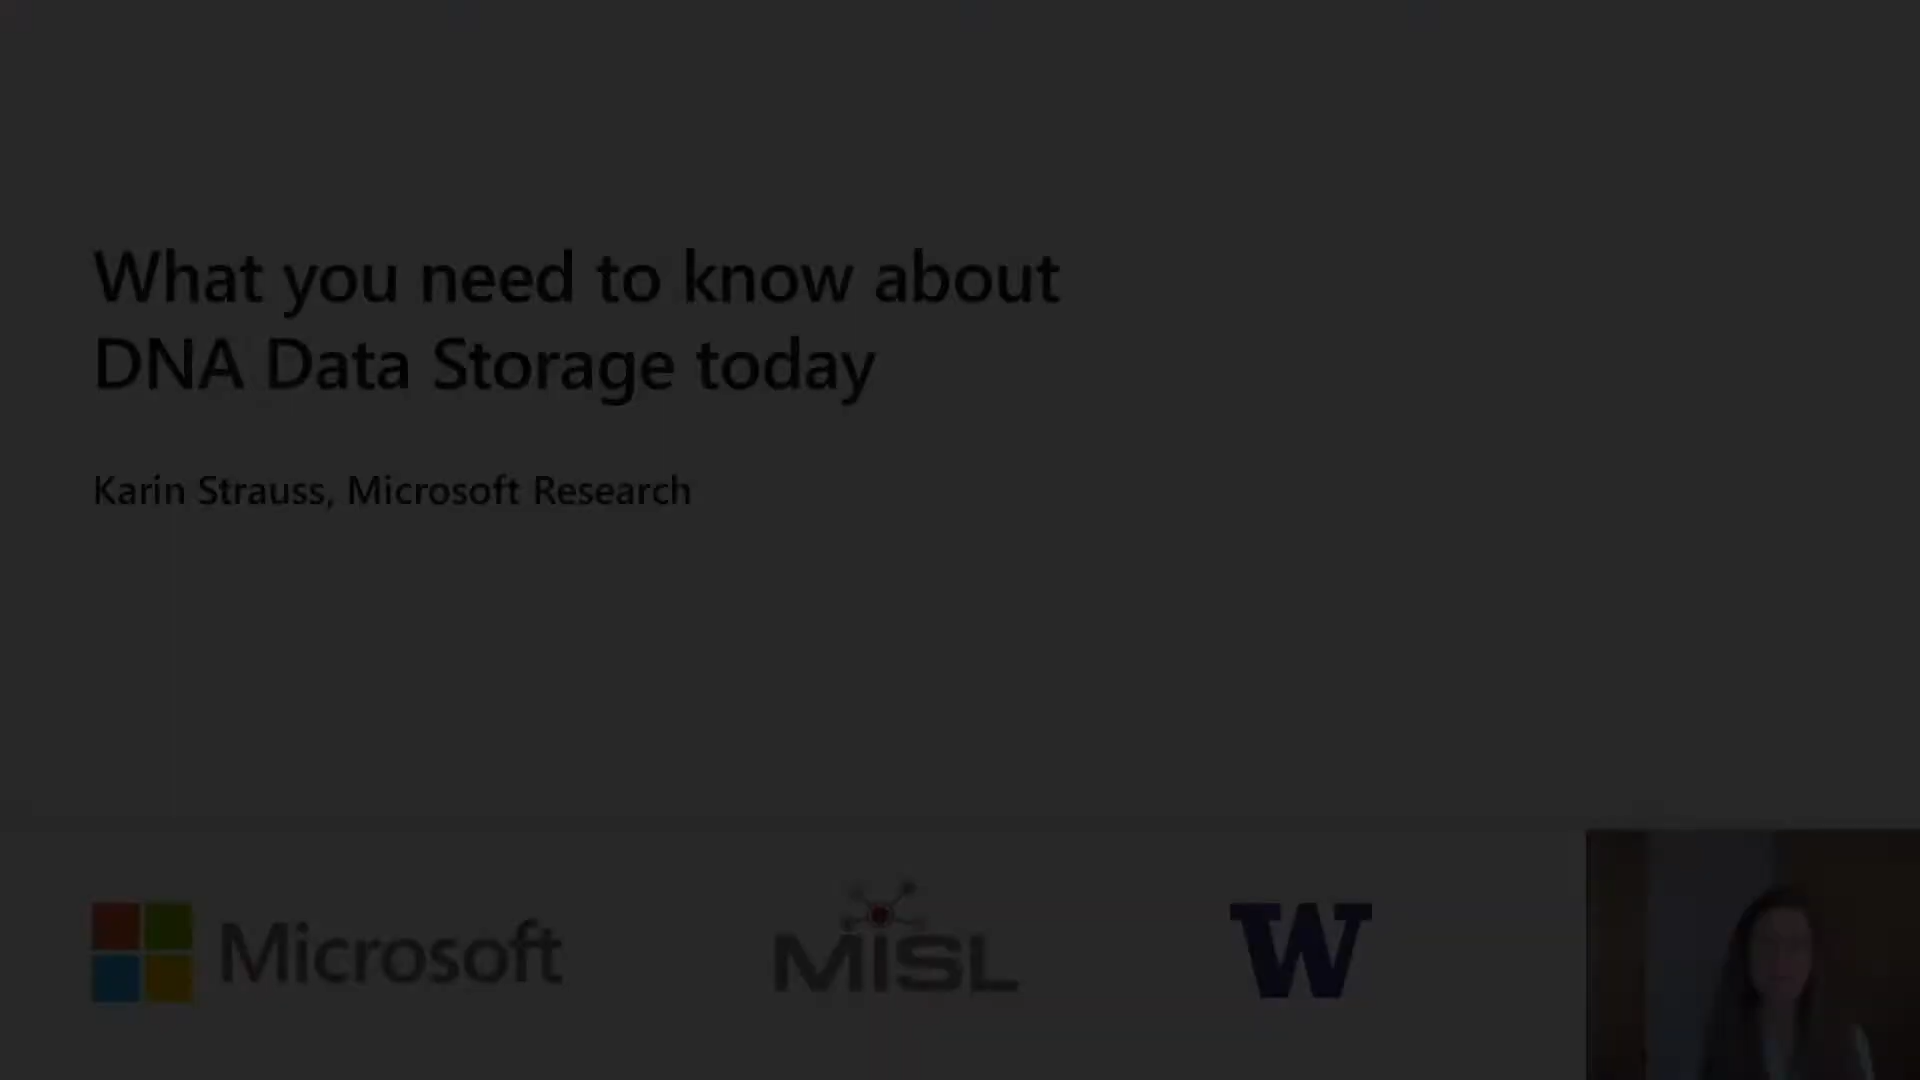 What you need to know about
DNA Data Storage today
Karin Strauss, Microsoft Research
Microsoft
MISL
W